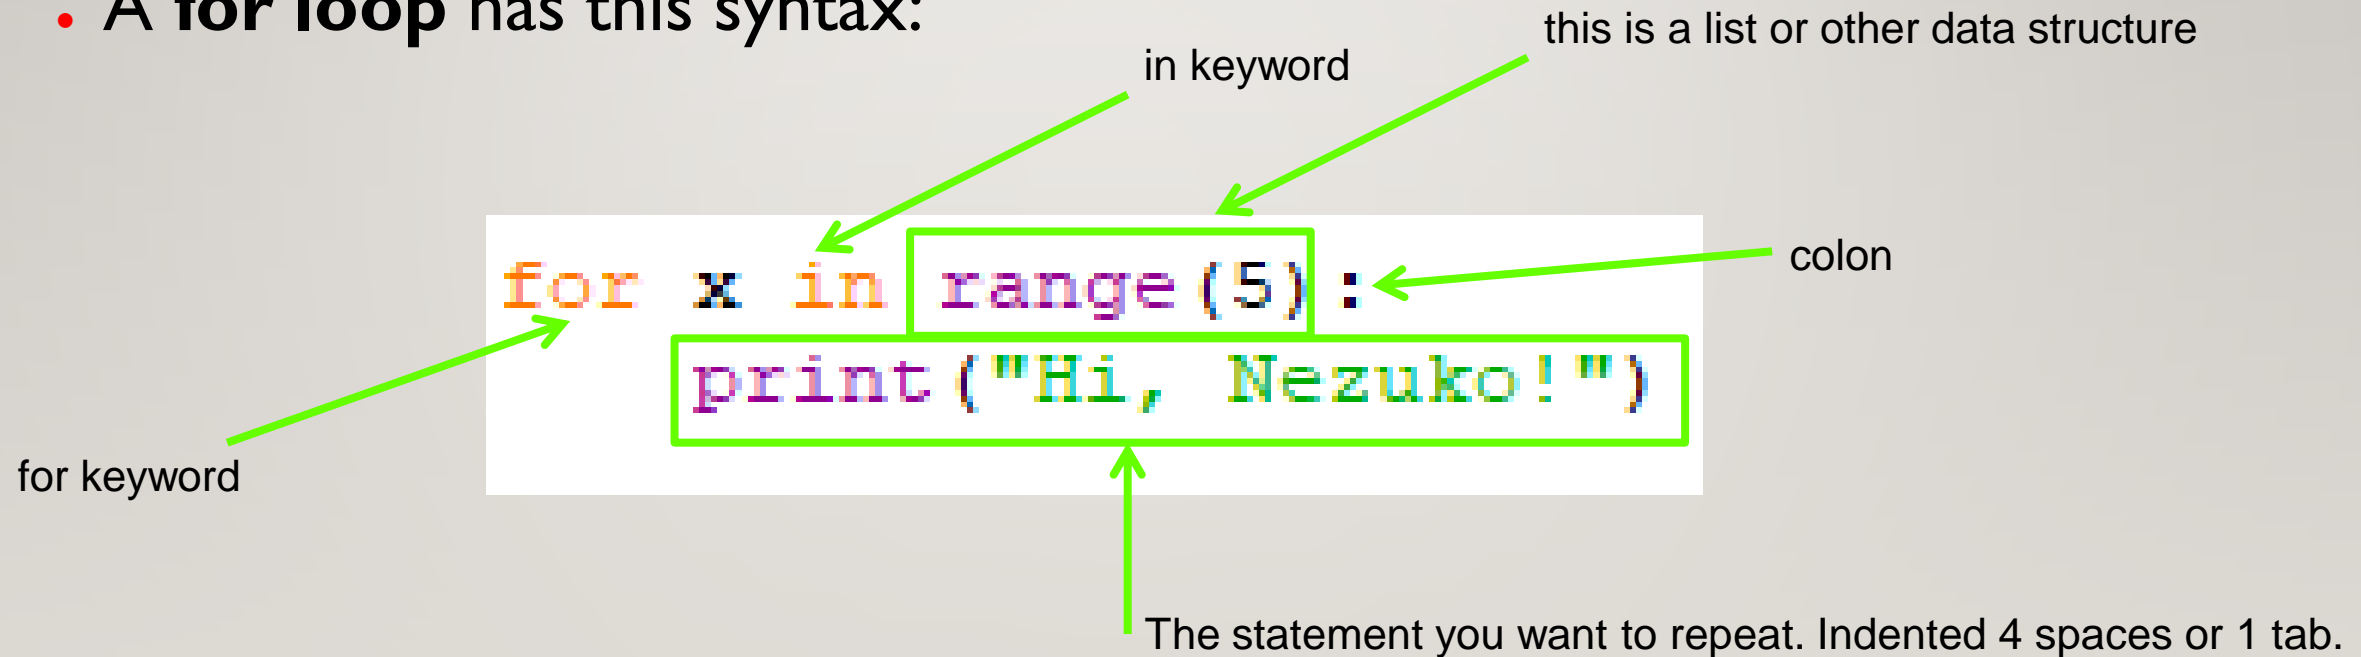 • A for loop has this syntax:
this is a list or other data structure
in keyword
for x in range(5):
colon
    print("Hi, Nezuko!")
for keyword
The statement you want to repeat. Indented 4 spaces or 1 tab.